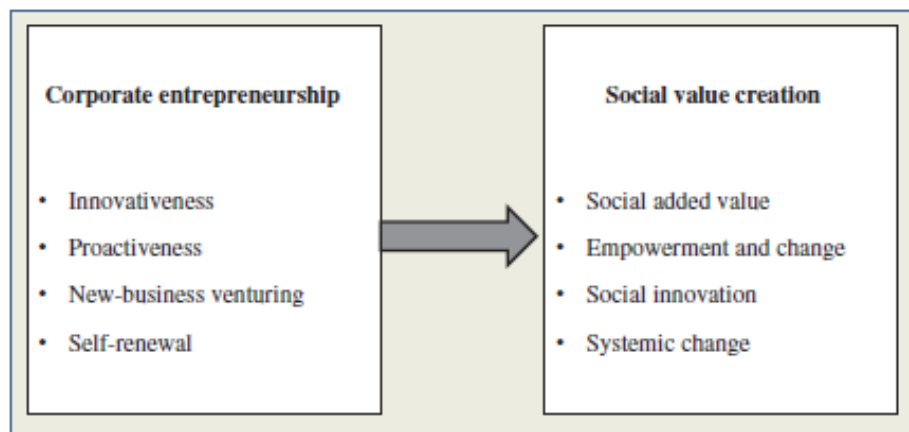 Corporate entrepreneurship
• Innovativeness
• Proactiveness
• New-business venturing
• Self-renewal
Social value creation
• Social added value
• Empowerment and change
• Social innovation
• Systemic change